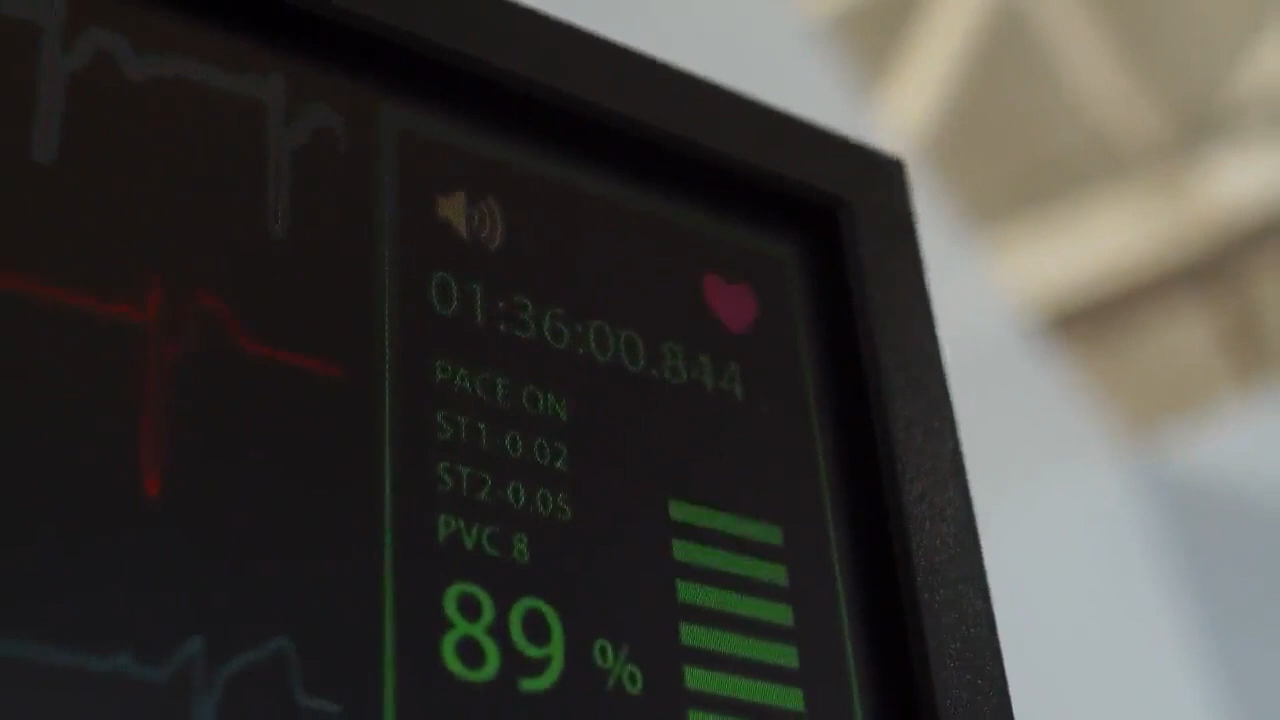 01:36:00.844
PACE ON
ST1-0.02
ST2-0.05
PVC 8
89 %